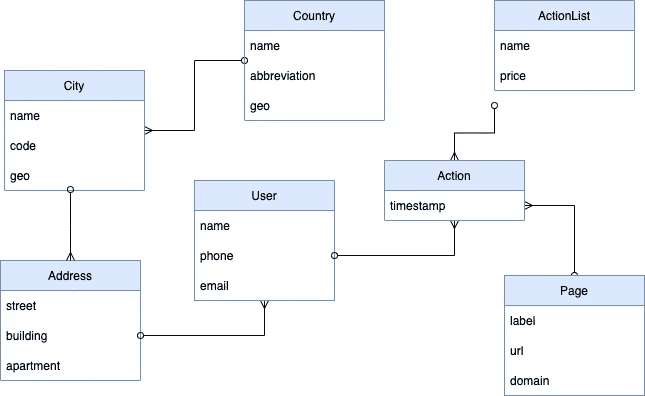 Country
name
abbreviation
geo
ActionList
name
price
City
name
code
geo
User
name
phone
email
Action
timestamp
Address
street
building
apartment
Page
label
url
domain